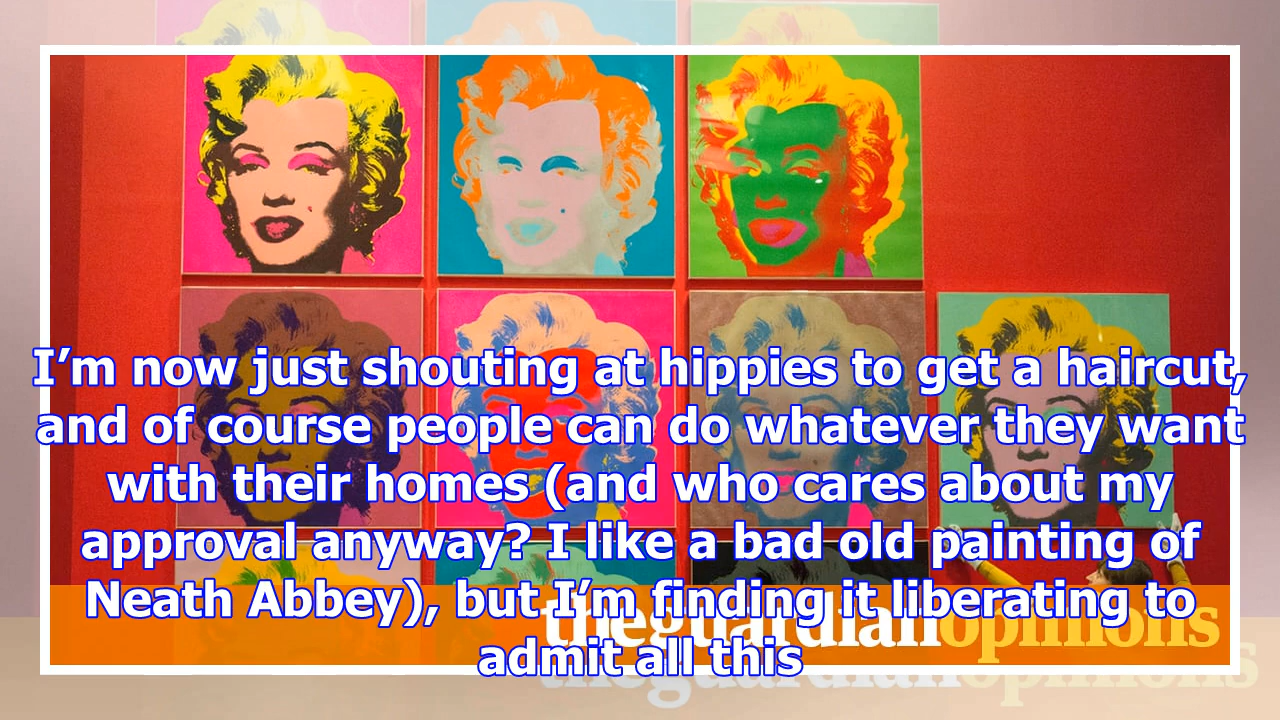 I’m now just shouting at hippies to get a haircut,
and of course people can do whatever they want
with their homes (and who cares about my
approval anyway? I like a bad old painting of
Neath Abbey), but I’m finding it liberating to
theguardianopinions
admit all this
theguardianopinions